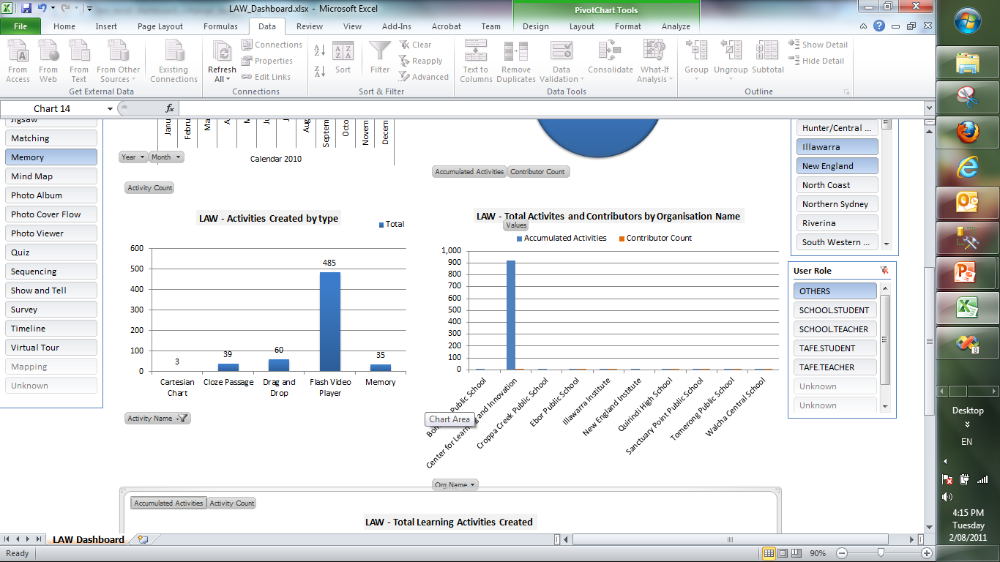 LAW_Dashboard.xlsx - Microsoft Excel
PivotChart Tools
File Home Insert Page Layout Formulas Data Review View Add-Ins Acrobat Team Design Layout Format Analyze
From Access
From Web
From Text
From Other Sources
Existing Connections
Refresh All
Connections
Properties
Edit Links
Sort
Filter
Clear
Reapply
Advanced
Text to Columns
Remove Duplicates
Data Validation
Consolidate
What-If Analysis
Group
Ungroup
Subtotal
Show Detail
Hide Detail
Get External Data
Connections
Sort & Filter
Data Tools
Outline
Chart 14
fx
Jigsaw
Matching
Memory
Mind Map
Photo Album
Photo Cover Flow
Photo Viewer
Quiz
Sequencing
Show and Tell
Survey
Timeline
Virtual Tour
Mapping
Unknown
Janu
Febru
Ma
A
M
Ju
J
Aug
Septem
Octo
Novem
Decem
Calendar 2010
Year Month
Activity Count
LAW - Activities Created by type
Total
600
500
400
300
200
100
0
3
39
60
485
35
Cartesian Chart
Cloze Passage
Drag and Drop
Flash Video Player
Memory
Activity Name
Accumulated Activities Contributor Count
LAW - Total Activites and Contributors by Organisation Name
Values
Accumulated Activities Contributor Count
1,000
900
800
700
600
500
400
300
200
100
0
Public School
Center for Learning and Innovation
Croppa Creek Public School
Ebor Public School
Illawarra Institute
New England Institute
Quirindi High School
Sanctuary Point Public School
Tomerong Public School
Walcha Central School
Chart Area
Org Name
Hunter/Central ...
Illawarra
New England
North Coast
Northern Sydney
Riverina
South Western ...
User Role
OTHERS
SCHOOL.STUDENT
SCHOOL.TEACHER
TAFE.STUDENT
TAFE.TEACHER
Unknown
Unknown
Accumulated Activities Activity Count
LAW - Total Learning Activities Created
LAW Dashboard
Ready
90%
9
Desktop
EN
4:15 PM
Tuesday
2/08/2011